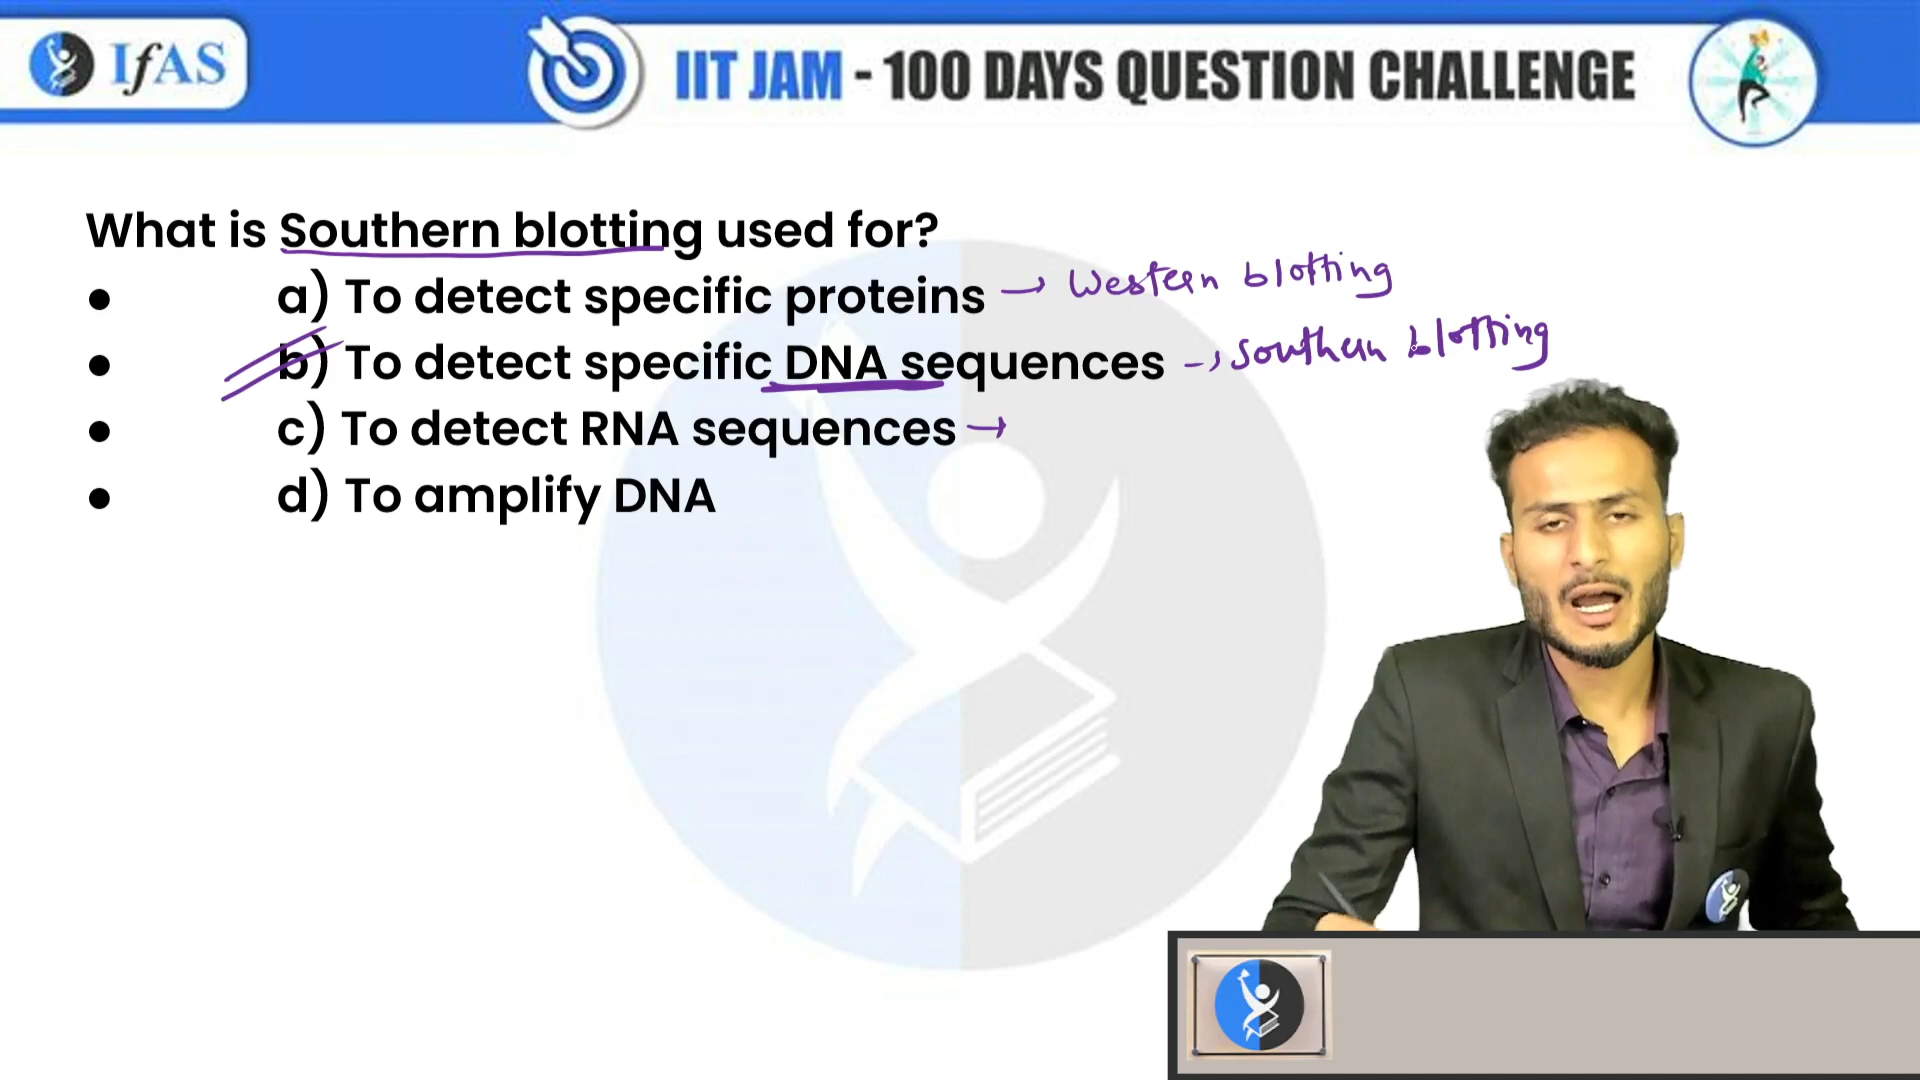 IfAS
IIT JAM - 100 DAYS QUESTION CHALLENGE
What is Southern blotting used for?
● a) To detect specific proteins → Western blotting
● b) To detect specific DNA sequences → Southern blotting
● c) To detect RNA sequences →
● d) To amplify DNA